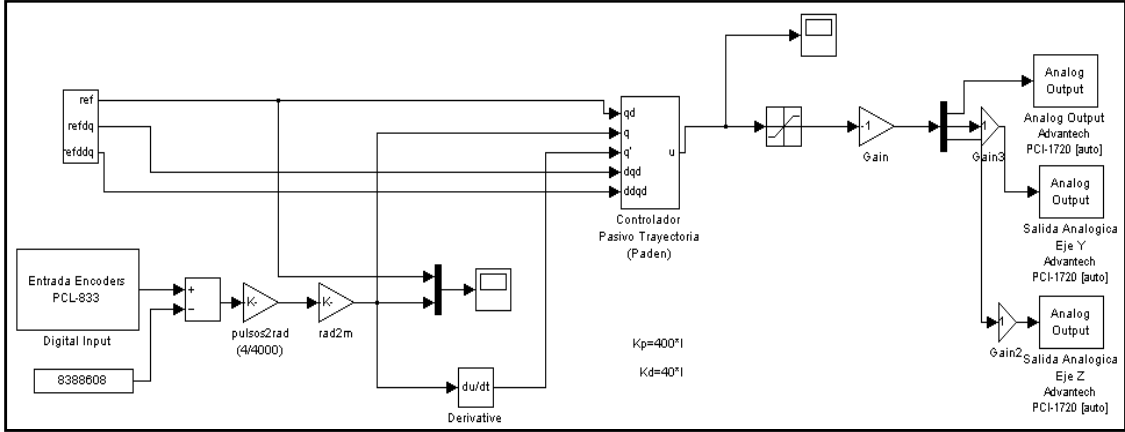 ref
refdq
refddq
qd
q
q'
dqd
ddqd
u
Controlador
Pasivo Trayectoria
(Paden)
-1
Gain
1
Gain3
Analog
Output
Analog Output
Advantech
PCI-1720 [auto]
Analog
Output
Salida Analogica
Eje Y
Advantech
PCI-1720 [auto]
1
Gain2
Analog
Output
Salida Analogica
Eje Z
Advantech
PCI-1720 [auto]
Entrada Encoders
PCL-833
Digital Input
8388608
+
−
K-
pulsos2rad
(4/4000)
K-
rad2m
du/dt
Derivative
Kp=400*I
Kd=40*I